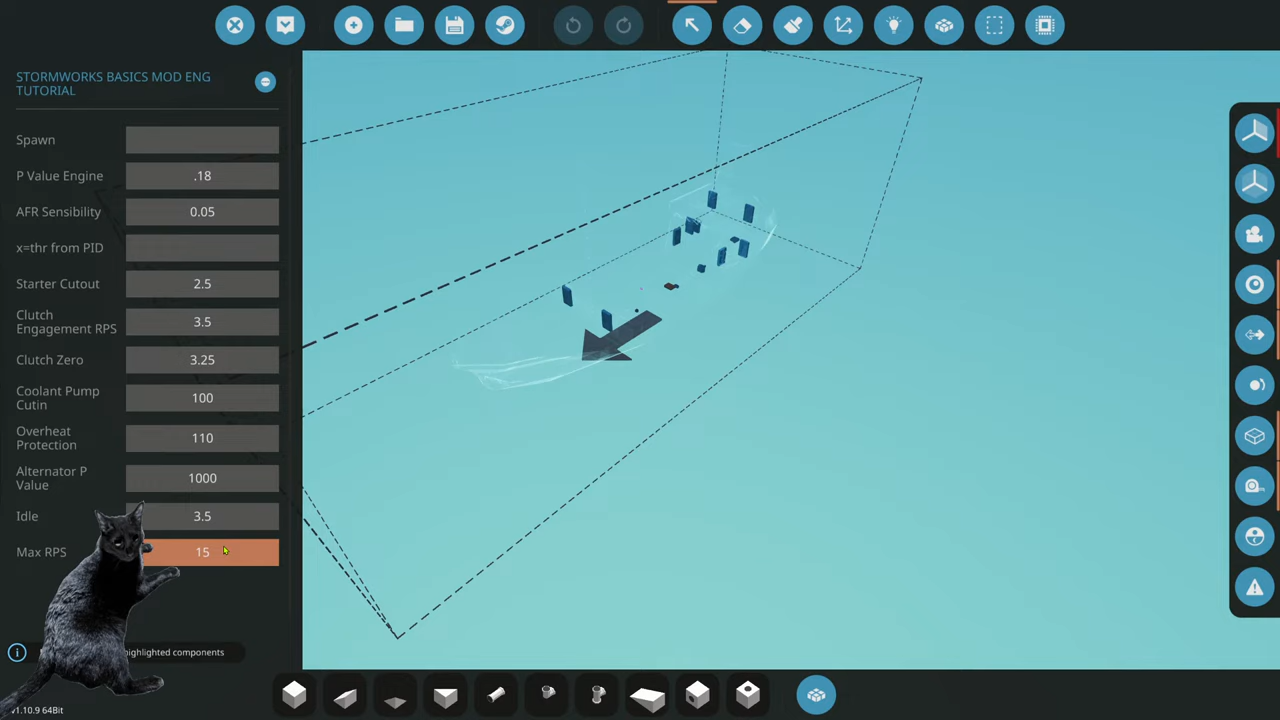 STORMWORKS BASICS MOD ENG
TUTORIAL
Spawn
P Value Engine .18
AFR Sensibility 0.05
x=thr from PID
Starter Cutout 2.5
Clutch
Engagement RPS 3.5
Clutch Zero 3.25
Coolant Pump
Cutin 100
Overheat
Protection 110
Alternator P
Value 1000
Idle 3.5
Max RPS 15
highlighted components
v1.10.9 64Bit